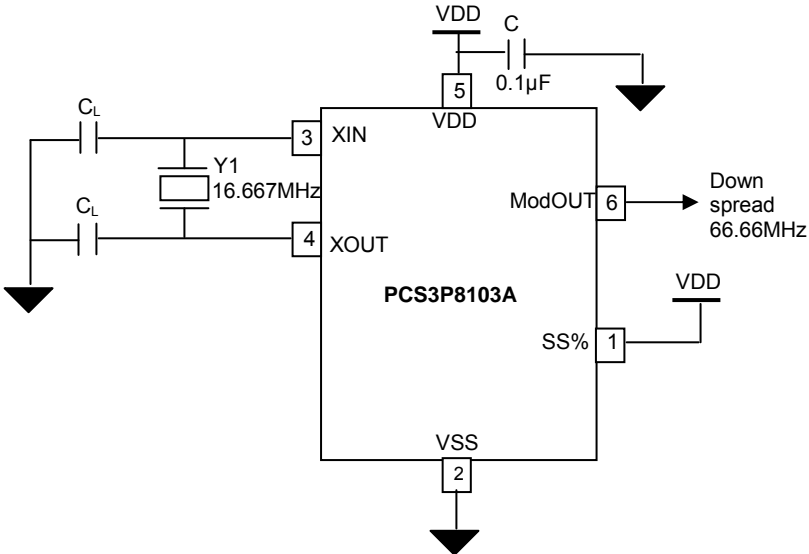 VDD
C
0.1µF
5
VDD
CL
3
XIN
Y1
16.667MHz
CL
4
XOUT
ModOUT
6
Down
spread
66.66MHz
PCS3P8103A
VDD
SS%
1
VSS
2